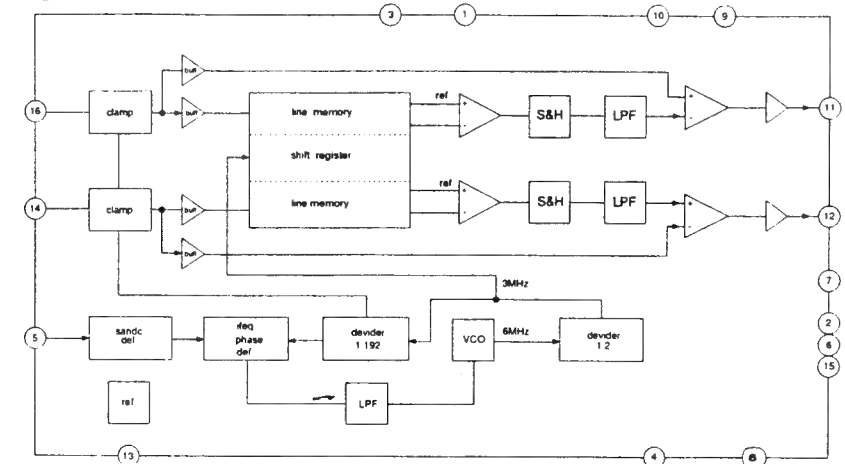 3 1 10 9
buff
16 clamp buff line memory ref + - S&H LPF + - 11
shift register
14 clamp buff line memory ref + - S&H LPF + - 12
buff
3MHz 7
5 sandc det ifeq phase def devider 1 192 VCO 6MHz devider 1 2 2
6
15
ref LPF
13 4 8